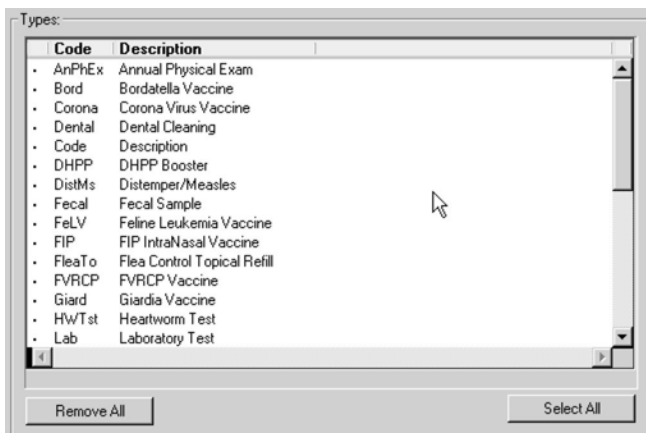 Types:
Code Description
AnPhEx Annual Physical Exam
Bord Bordatella Vaccine
Corona Corona Virus Vaccine
Dental Dental Cleaning
Code Description
DHPP DHPP Booster
DistMs Distemper/Measles
Fecal Fecal Sample
FeLV Feline Leukemia Vaccine
FIP FIP IntraNasal Vaccine
FleaTo Flea Control Topical Refill
FVRCP FVRCP Vaccine
Giard Giardia Vaccine
HWTst Heartworm Test
Lab Laboratory Test
Remove All Select All